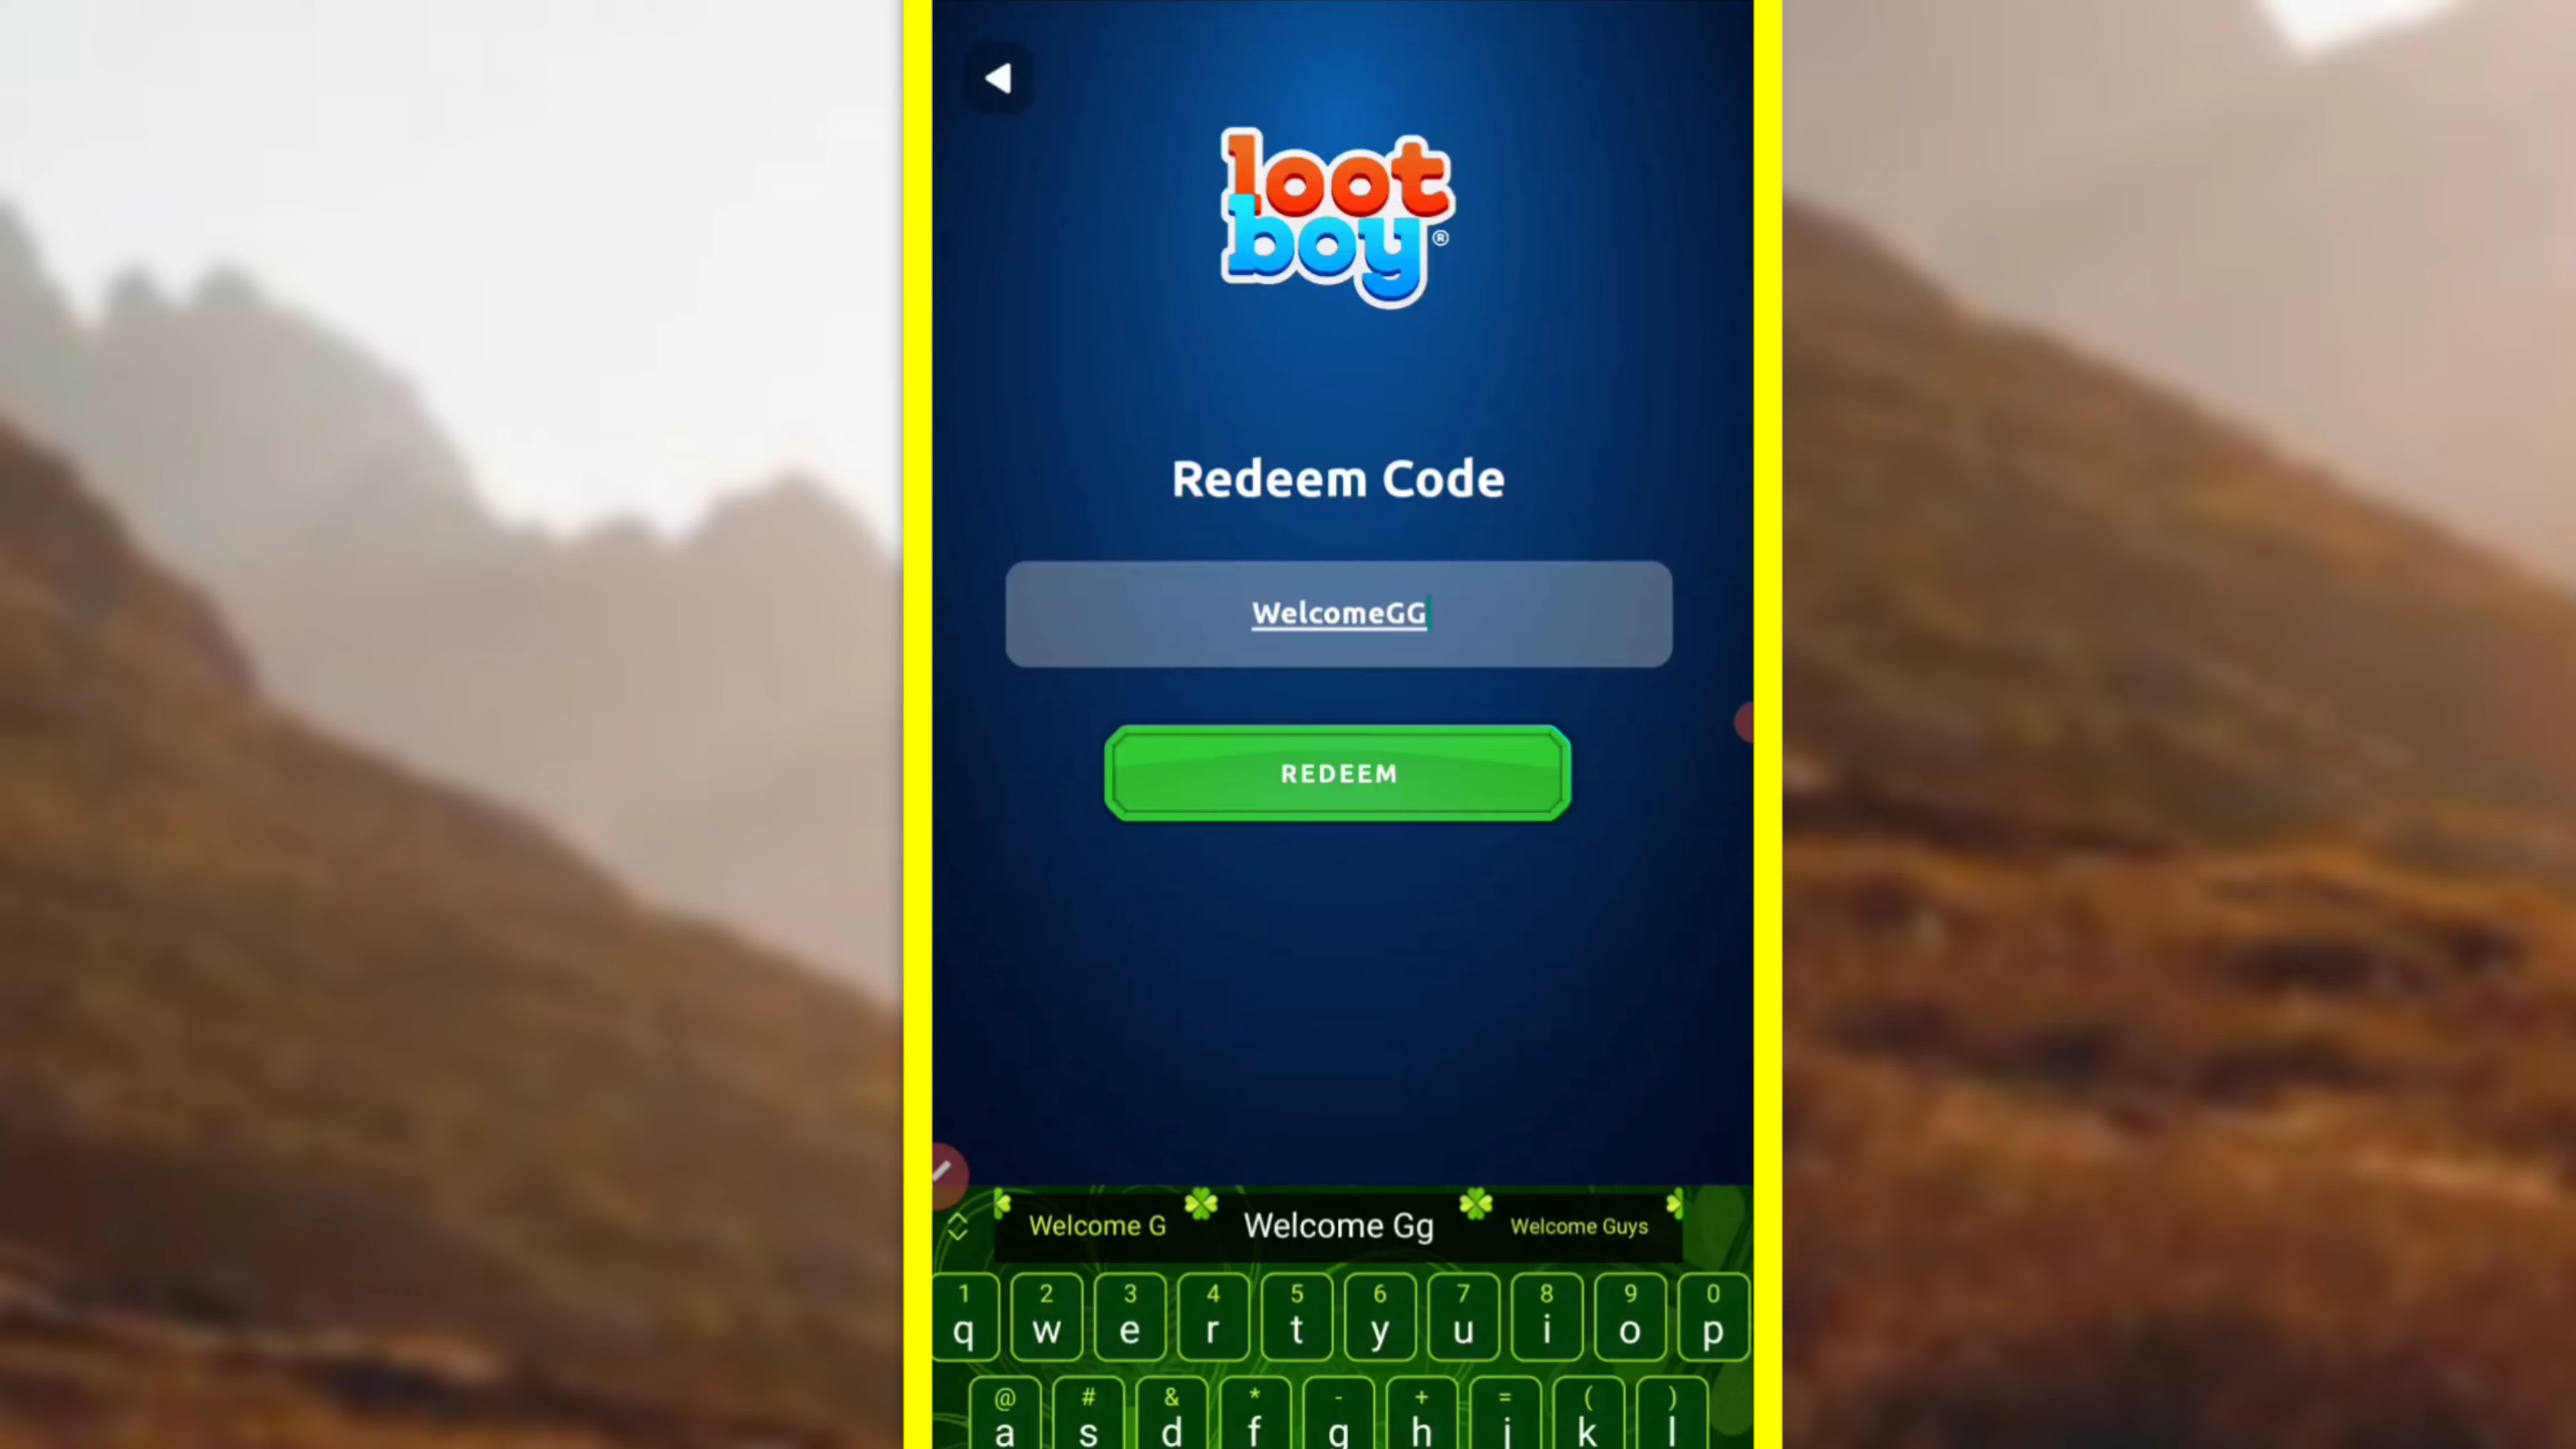 loot
boy®
Redeem Code
WelcomeGG
REDEEM
Welcome G Welcome Gg Welcome Guys
1 2 3 4 5 6 7 8 9 0
q w e r t y u i o p
@ # & * - + = ( )
a s d f g h j k l